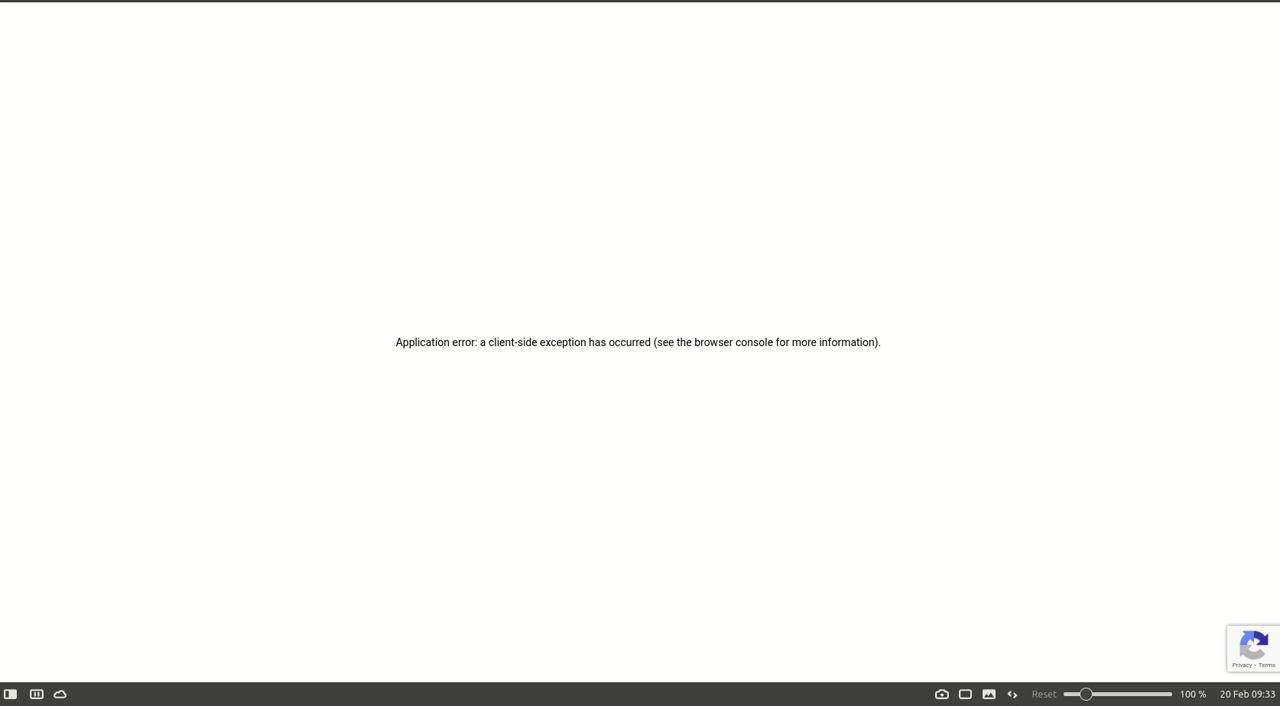 Application error: a client-side exception has occurred (see the browser console for more information).
Privacy - Terms
Reset
100 %
20 Feb 09:33